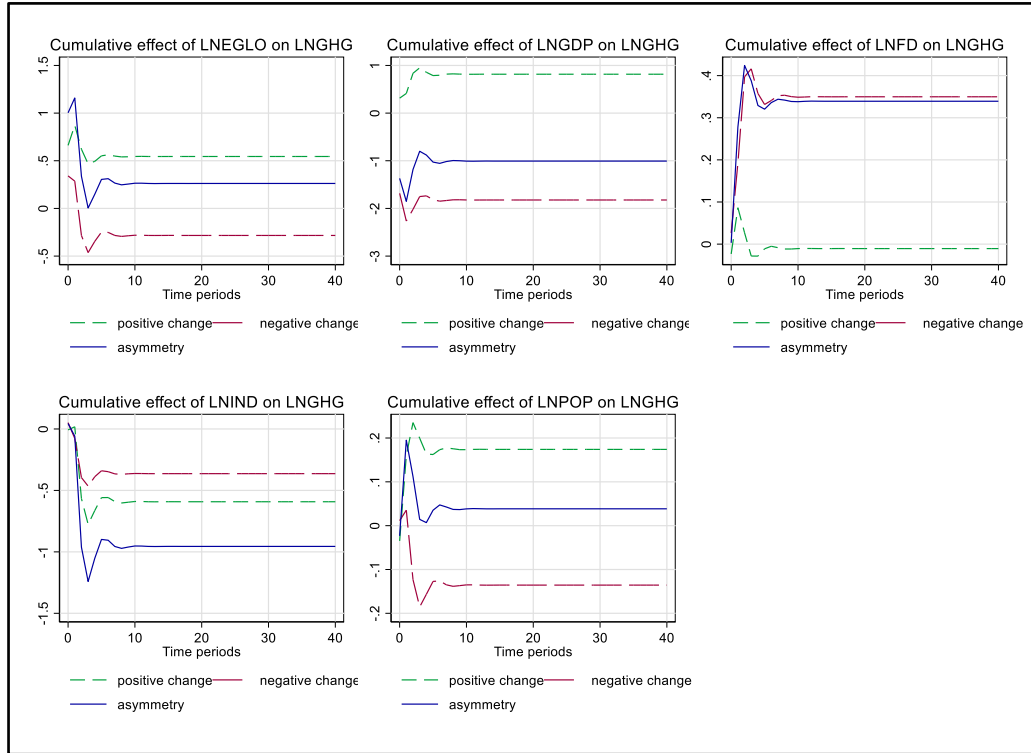 Cumulative effect of LNEGLO on LNGHG
1.5
1
.5
0
-.5
0 10 20 30 40
Time periods
positive change negative change
asymmetry
Cumulative effect of LNGDP on LNGHG
1
0
-1
-2
-3
0 10 20 30 40
Time periods
positive change negative change
asymmetry
Cumulative effect of LNFD on LNGHG
.4
.3
.2
.1
0
0 10 20 30 40
Time periods
positive change negative change
asymmetry
Cumulative effect of LNIND on LNGHG
0
-.5
-1
-1.5
0 10 20 30 40
Time periods
positive change negative change
asymmetry
Cumulative effect of LNPOP on LNGHG
.2
.1
0
-.1
-.2
0 10 20 30 40
Time periods
positive change negative change
asymmetry